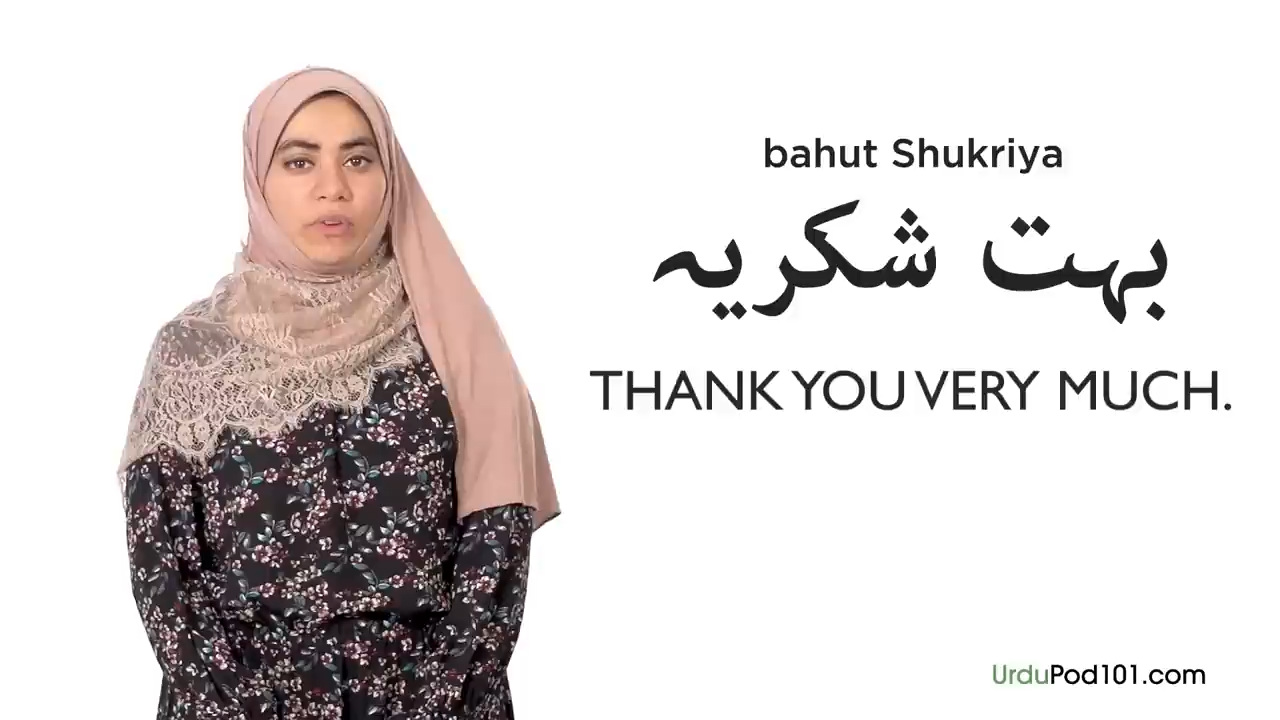 bahut Shukriya
بہت شکریہ
THANK YOU VERY MUCH.
UrduPod101.com